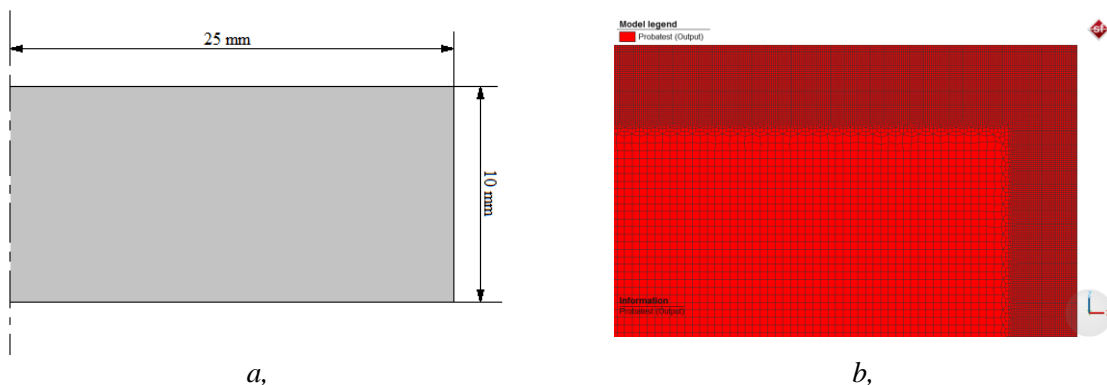 25 mm
10 mm
a,
Model legend
Probatest (Output)
Information
Probatest (Output)
b,